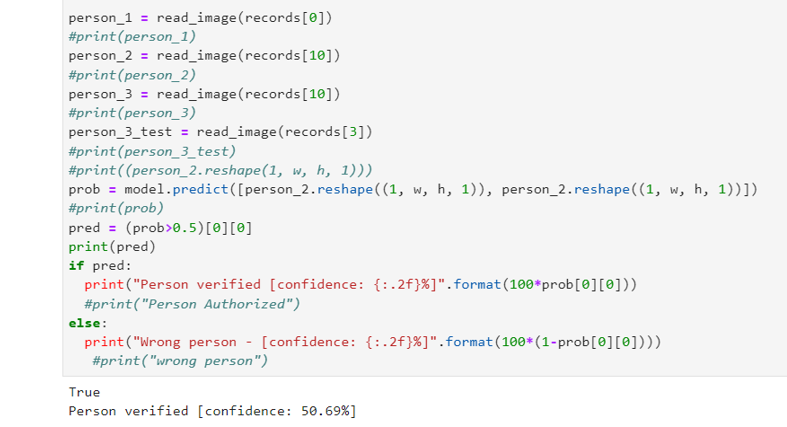 person_1 = read_image(records[0])
#print(person_1)
person_2 = read_image(records[10])
#print(person_2)
person_3 = read_image(records[10])
#print(person_3)
person_3_test = read_image(records[3])
#print(person_3_test)
#print((person_2.reshape(1, w, h, 1)))
prob = model.predict([person_2.reshape((1, w, h, 1)), person_2.reshape((1, w, h, 1))])
#print(prob)
pred = (prob>0.5)[0][0]
print(pred)
if pred:
  print("Person verified [confidence: {:.2f}%]".format(100*prob[0][0]))
  #print("Person Authorized")
else:
  print("Wrong person - [confidence: {:.2f}%]".format(100*(1-prob[0][0])))
   #print("wrong person")
True
Person verified [confidence: 50.69%]